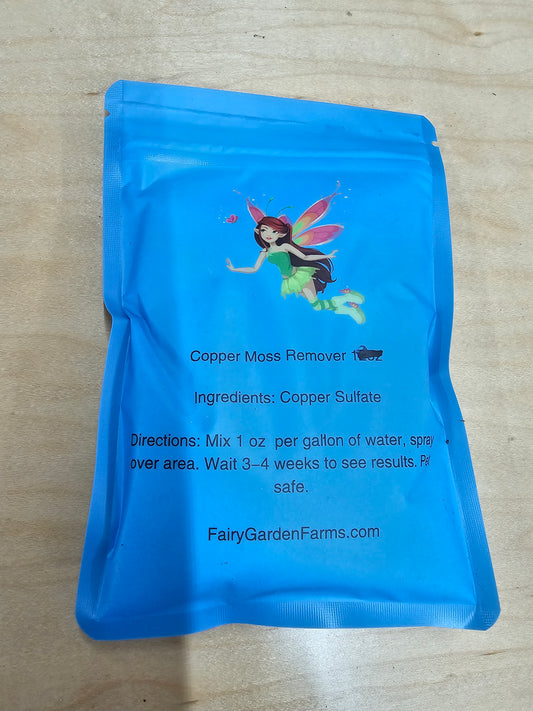 Copper Moss Remover
Ingredients: Copper Sulfate
Directions: Mix 1 oz per gallon of water, spray
over area. Wait 3-4 weeks to see results.
safe.
FairyGardenFarms.com